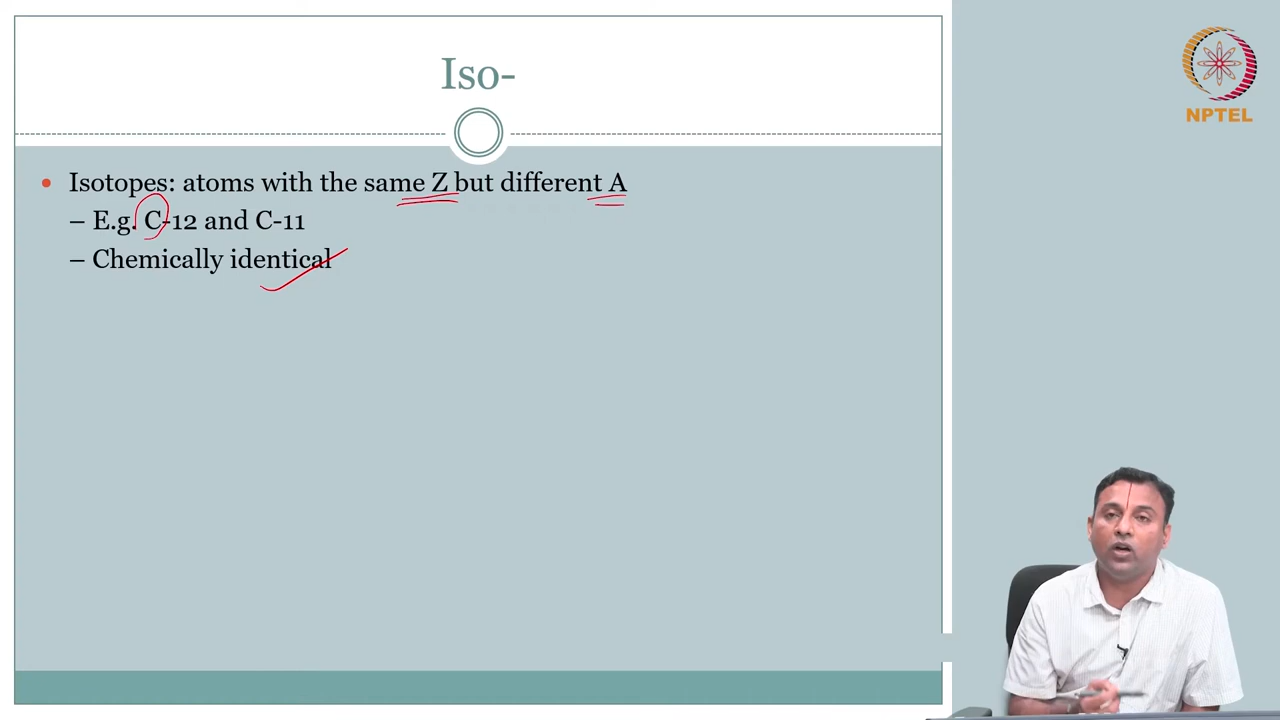 Iso-
NPTEL
• Isotopes: atoms with the same Z but different A
– E.g. C-12 and C-11
– Chemically identical